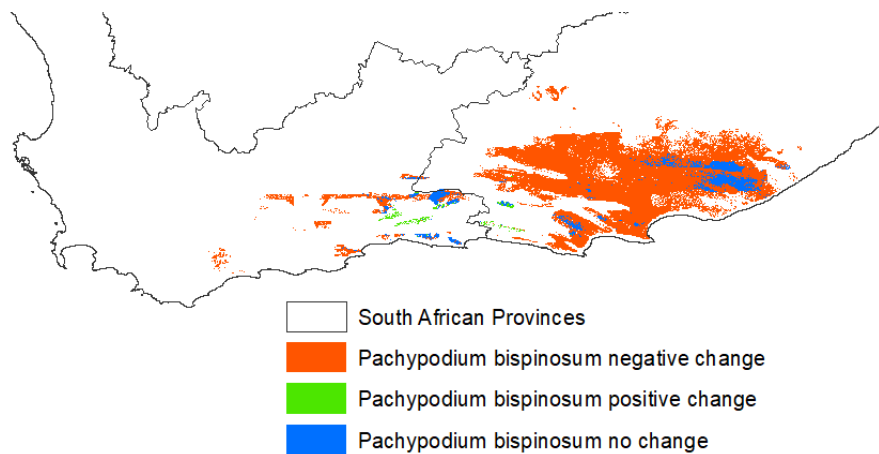 South African Provinces
Pachypodium bispinosum negative change
Pachypodium bispinosum positive change
Pachypodium bispinosum no change